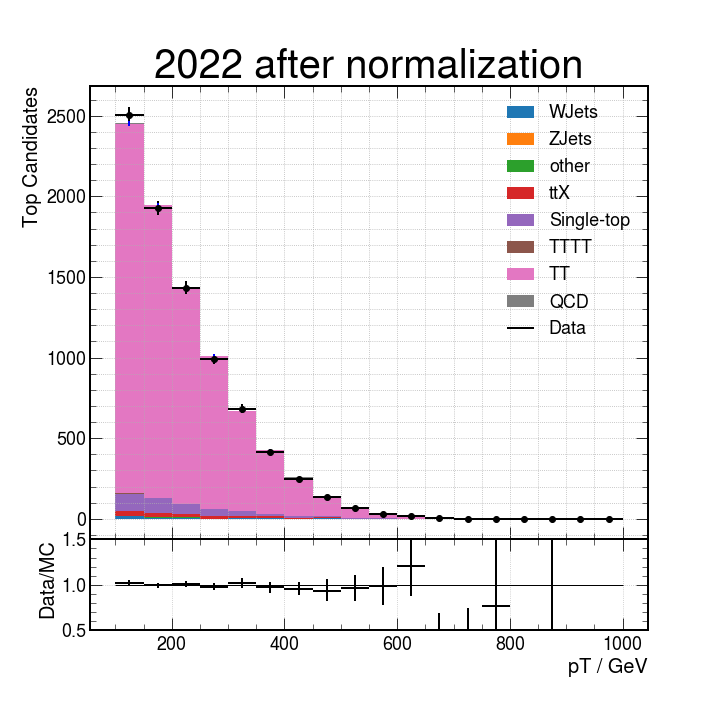 2022 after normalization
Top Candidates
2500
2000
1500
1000
500
0
WJets
ZJets
other
ttX
Single-top
TTTT
TT
QCD
Data
Data/MC
1.5
1.0
0.5
200
400
600
800
1000
pT / GeV